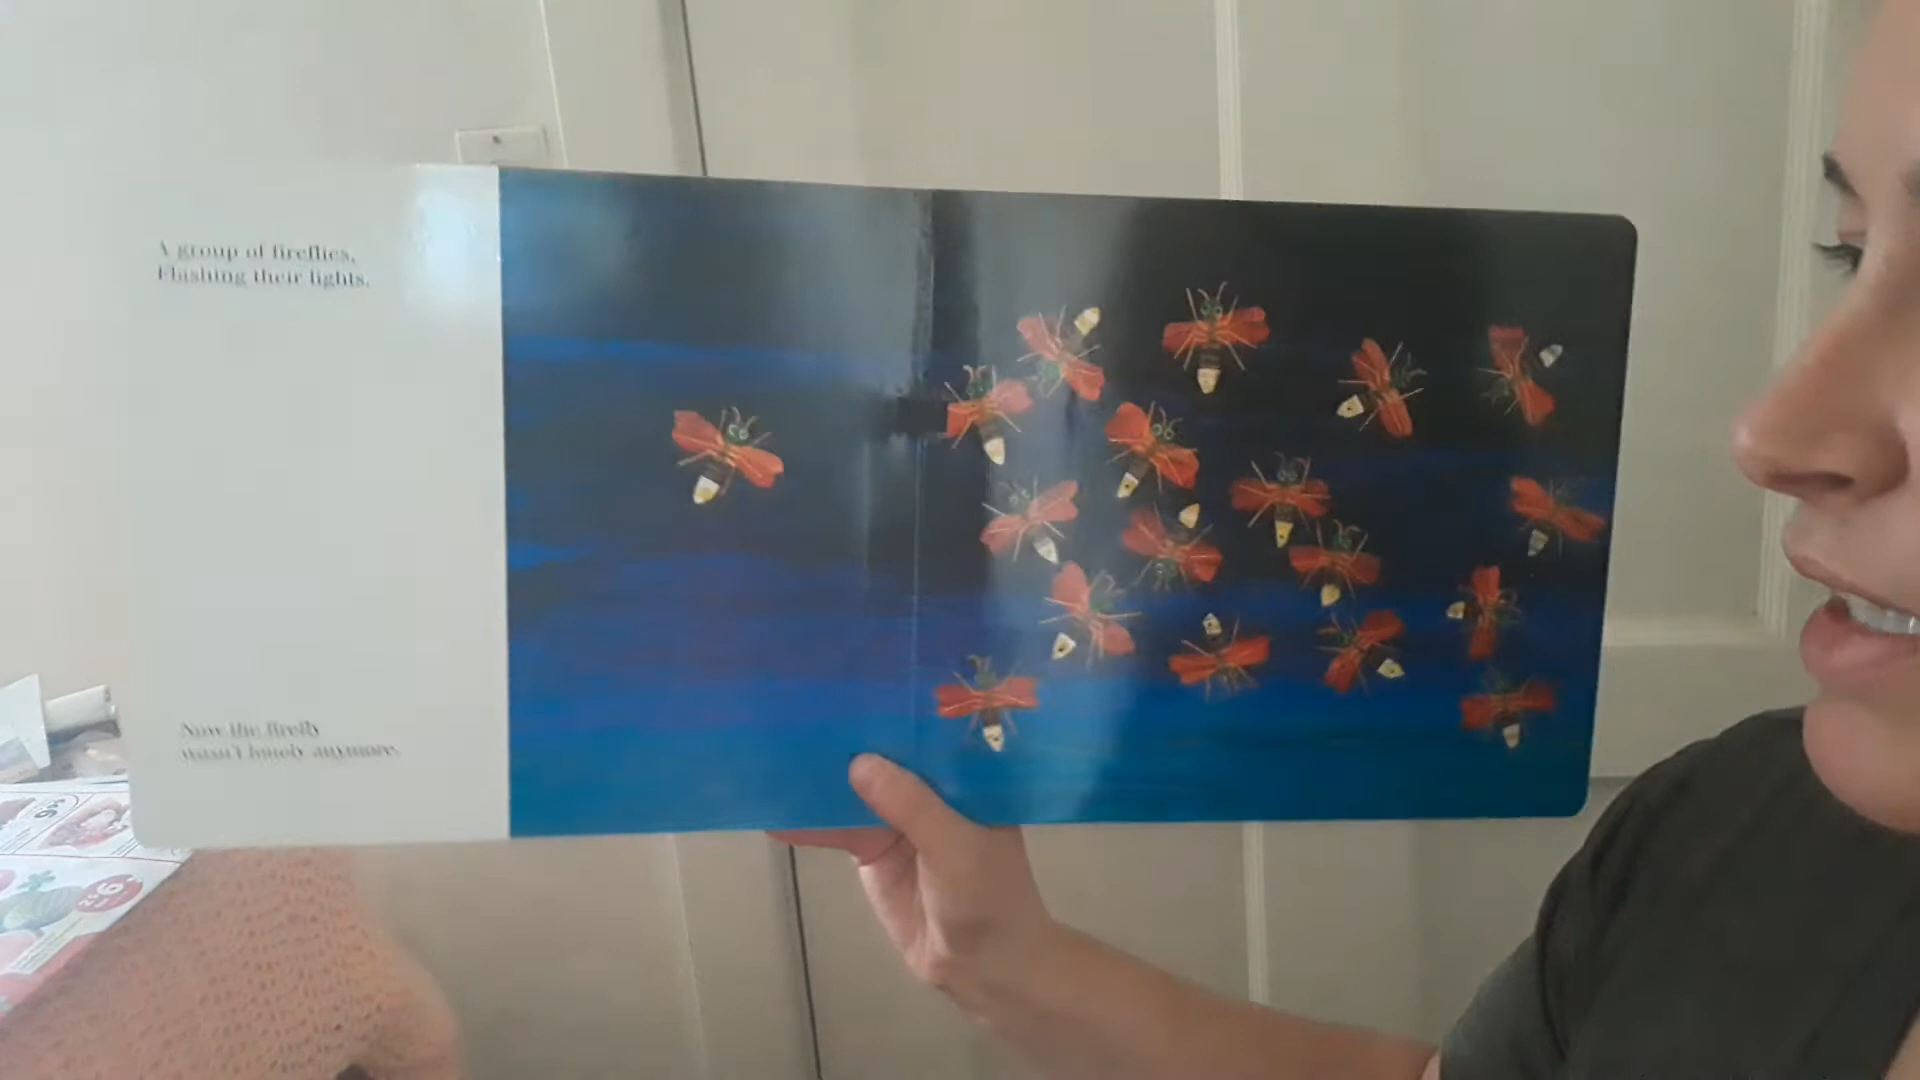 A group of fireflies,
Flashing their lights.
Now the firefly
wasn't lonely anymore.